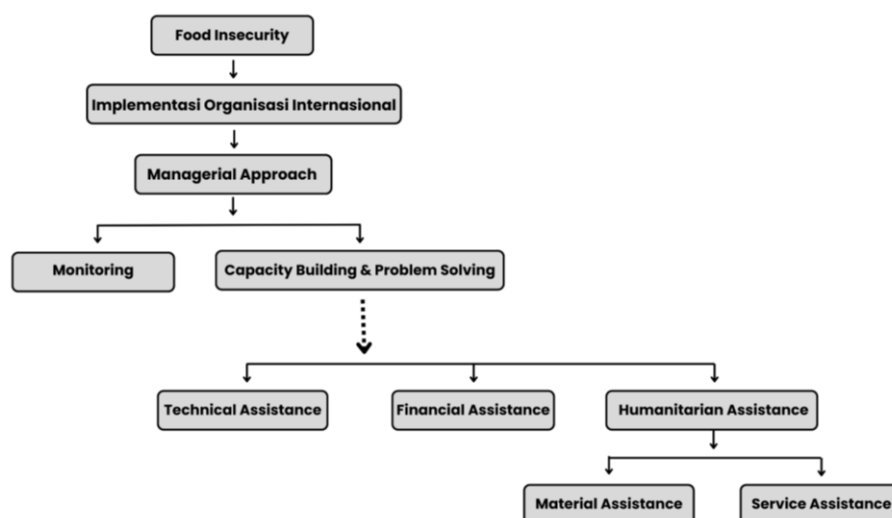 Food Insecurity
Implementasi Organisasi Internasional
Managerial Approach
Monitoring
Capacity Building & Problem Solving
Technical Assistance
Financial Assistance
Humanitarian Assistance
Material Assistance
Service Assistance